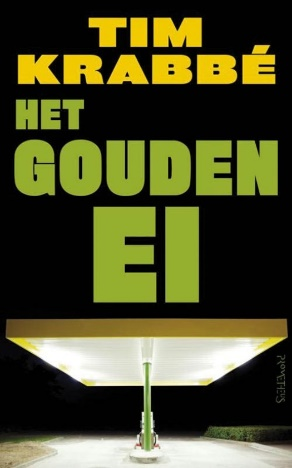 TIM
KRABBÉ
HET
GOUDEN
EI
PROMETHEUS